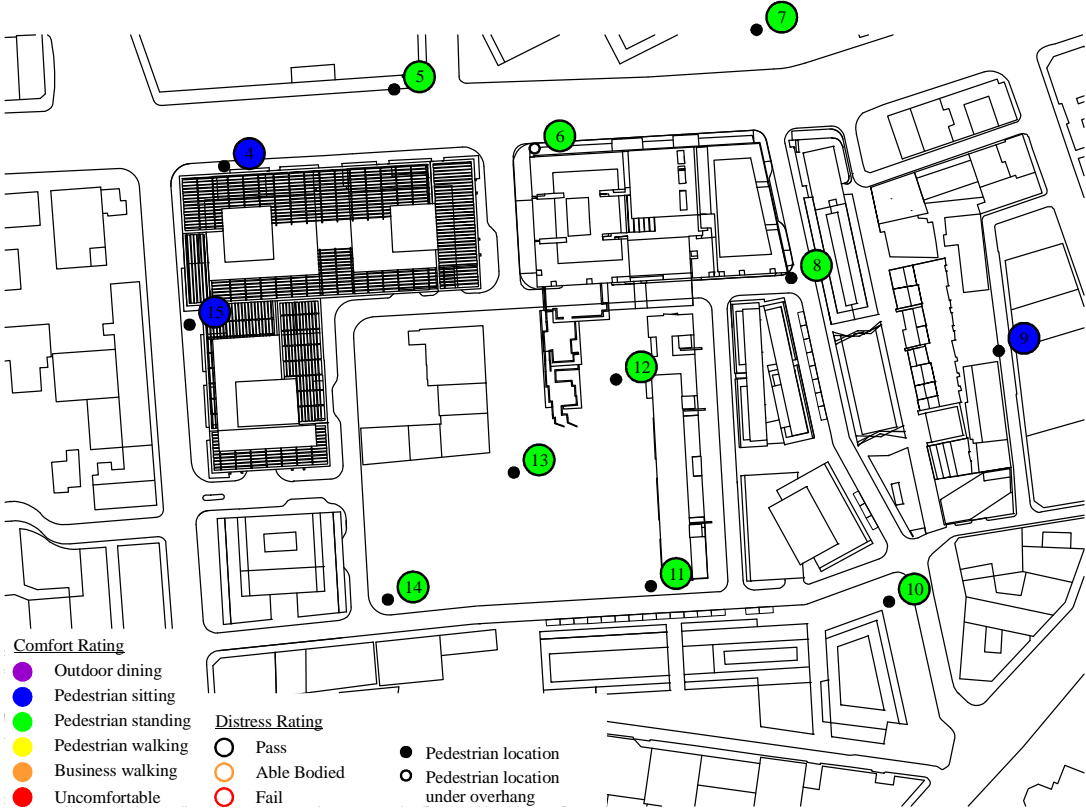 7
5
6
4
8
15
9
12
13
11
14
10
Comfort Rating
Outdoor dining
Pedestrian sitting
Pedestrian standing
Pedestrian walking
Business walking
Uncomfortable
Distress Rating
Pass
Able Bodied
Fail
Pedestrian location
Pedestrian location
under overhang